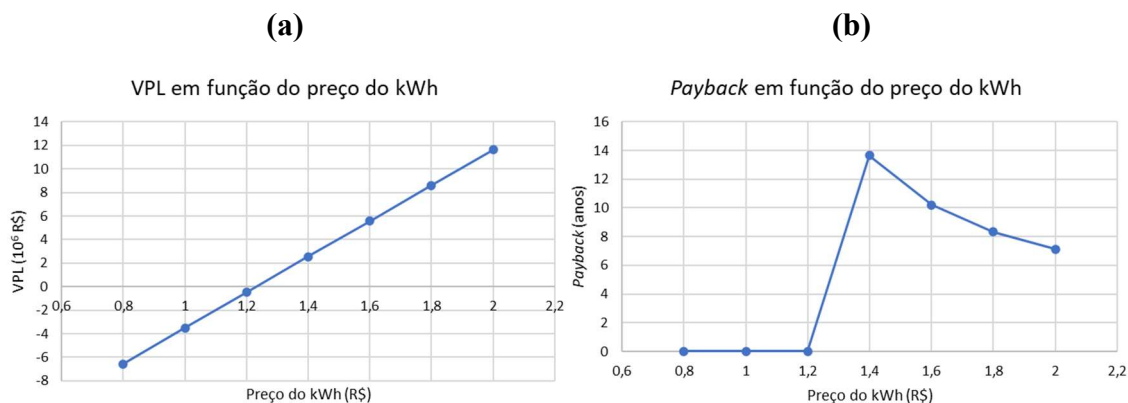 (a)
VPL em função do preço do kWh
14
12
10
8
6
4
2
0
-2
-4
-6
-8
VPL (10⁶ R$)
0,6 0,8 1 1,2 1,4 1,6 1,8 2 2,2
Preço do kWh (R$)
(b)
Payback em função do preço do kWh
16
14
12
10
8
6
4
2
0
Payback (anos)
0,6 0,8 1 1,2 1,4 1,6 1,8 2 2,2
Preço do kWh (R$)